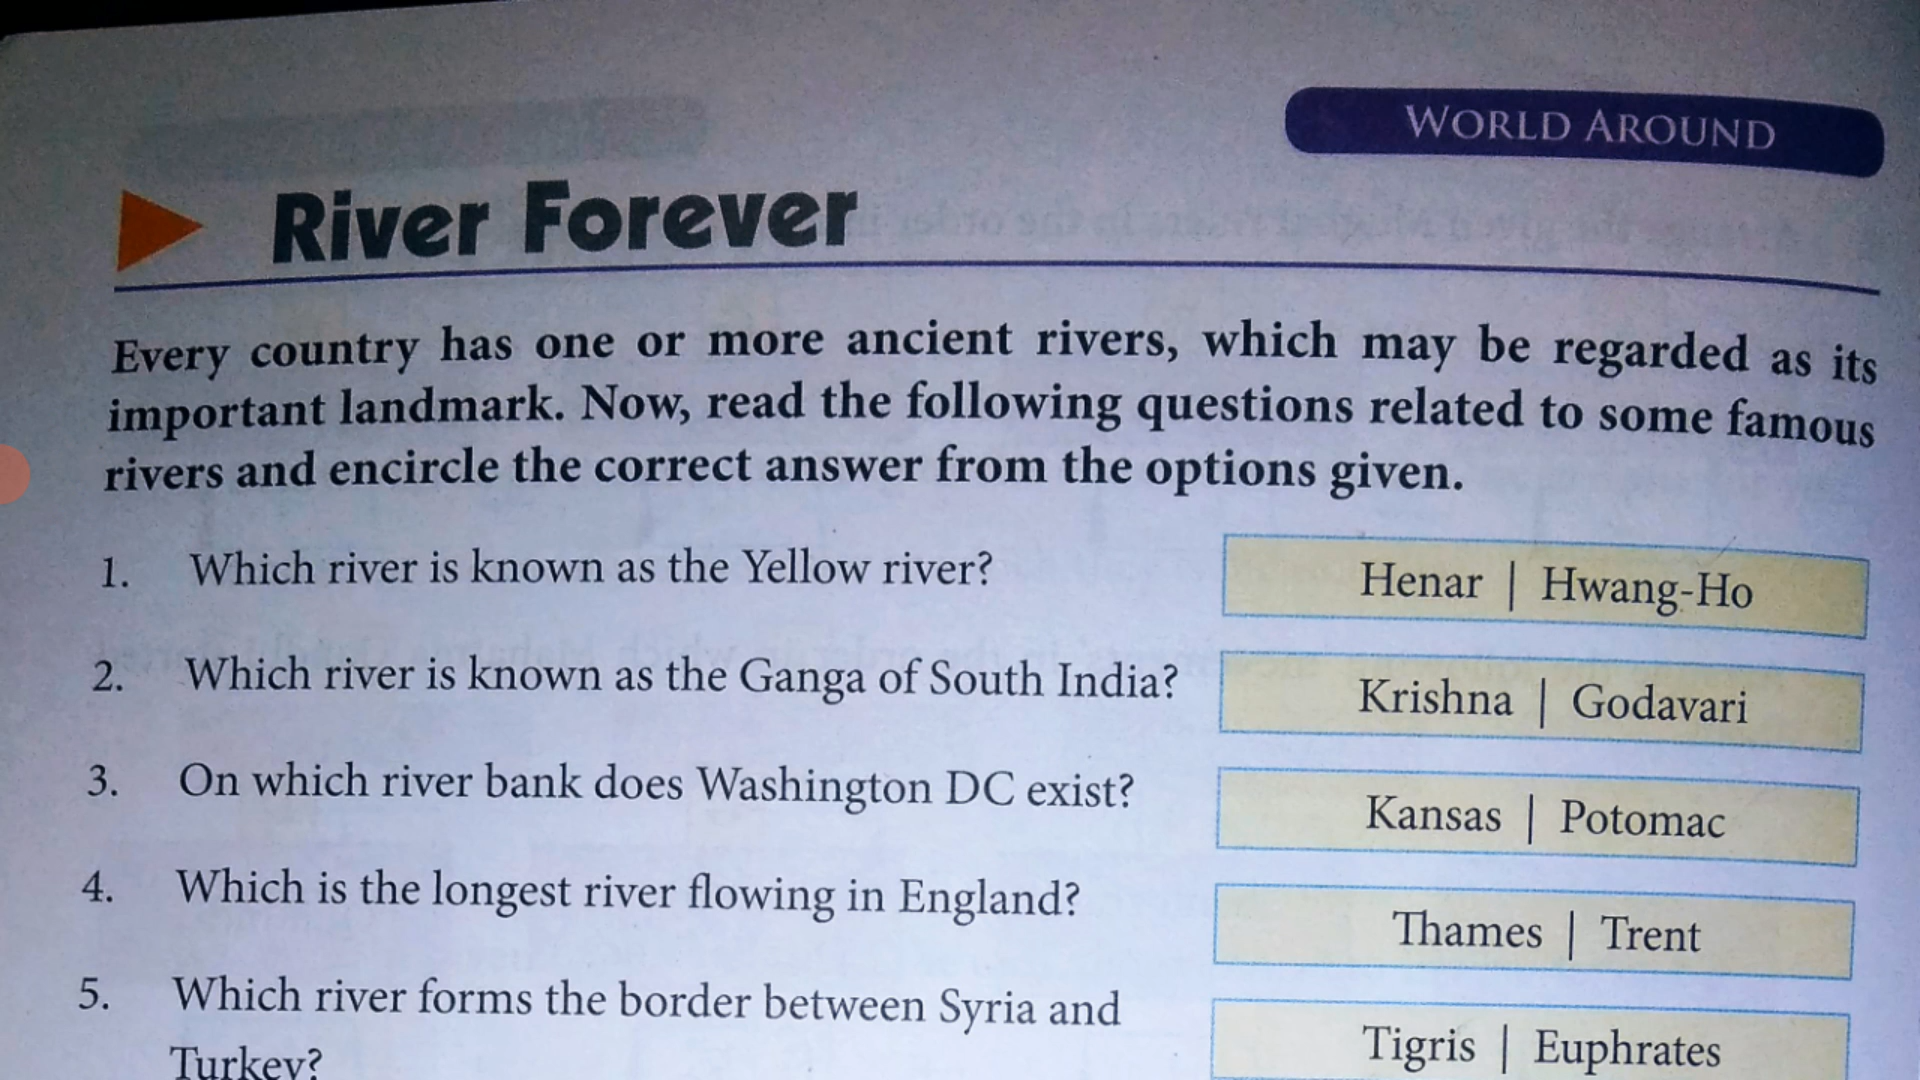 WORLD AROUND
River Forever
Every country has one or more ancient rivers, which may be regarded as its
important landmark. Now, read the following questions related to some famous
rivers and encircle the correct answer from the options given.
1. Which river is known as the Yellow river? Henar | Hwang-Ho
2. Which river is known as the Ganga of South India? Krishna | Godavari
3. On which river bank does Washington DC exist? Kansas | Potomac
4. Which is the longest river flowing in England? Thames | Trent
5. Which river forms the border between Syria and Tigris | Euphrates
Turkey?